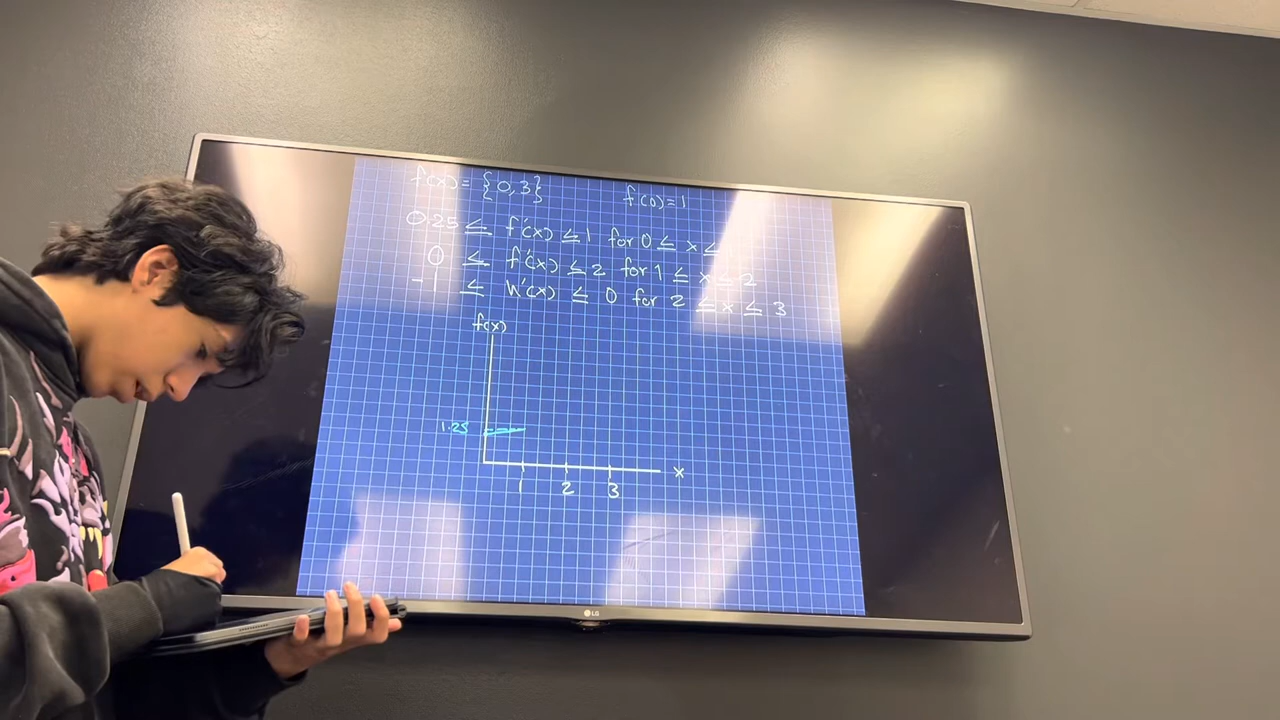 f(x) = {0,3} f(0)=1
0.25 ≤ f'(x) ≤ 1 for 0 ≤ x ≤
0 ≤ f'(x) ≤ 2 for 1 ≤ x ≤ 2
-1 ≤ h'(x) ≤ 0 for 2 ≤ x ≤ 3
f(x)
1.25
x
1 2 3
LG